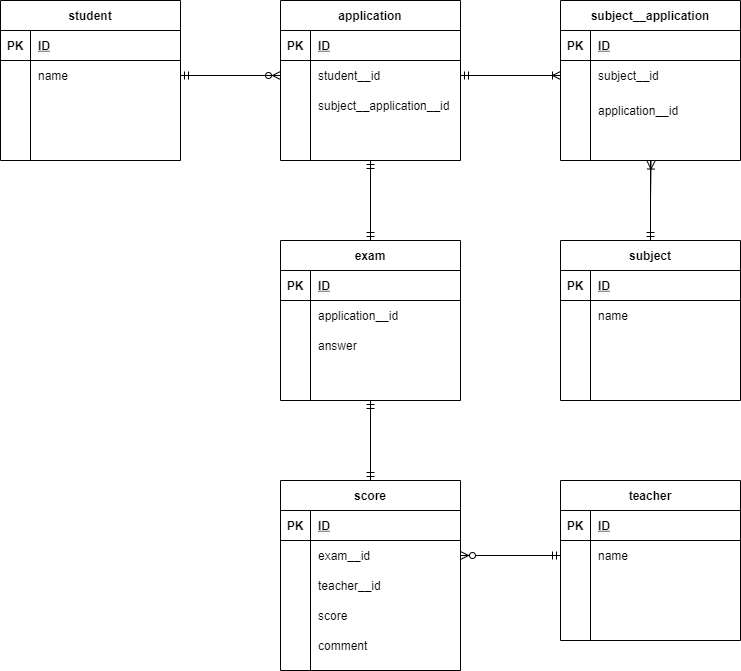 student
PK ID
name
application
PK ID
student__id
subject__application__id
subject__application
PK ID
subject__id
application__id
exam
PK ID
application__id
answer
subject
PK ID
name
score
PK ID
exam__id
teacher__id
score
comment
teacher
PK ID
name